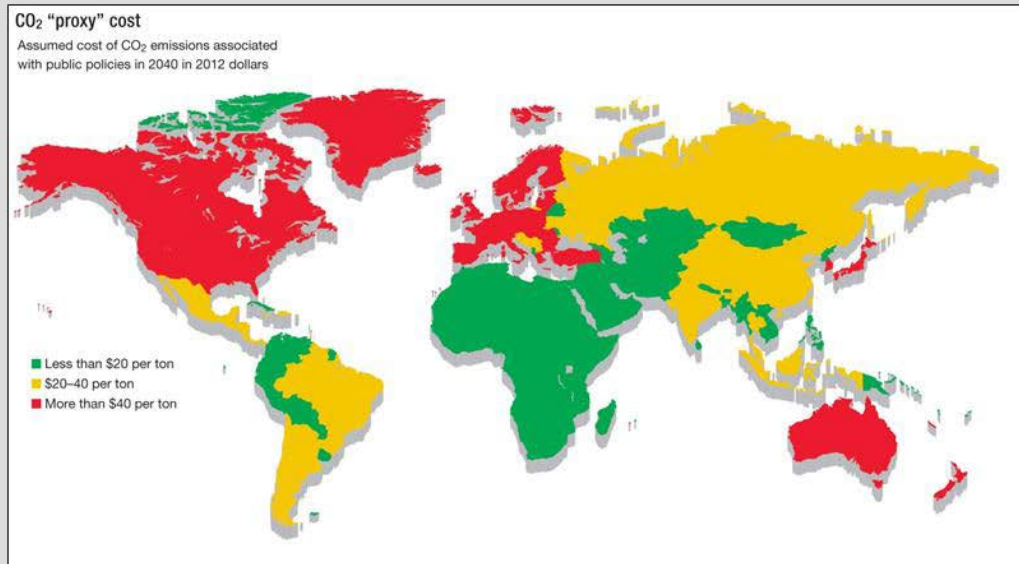 CO₂ “proxy” cost
Assumed cost of CO₂ emissions associated
with public policies in 2040 in 2012 dollars
Less than $20 per ton
$20–40 per ton
More than $40 per ton